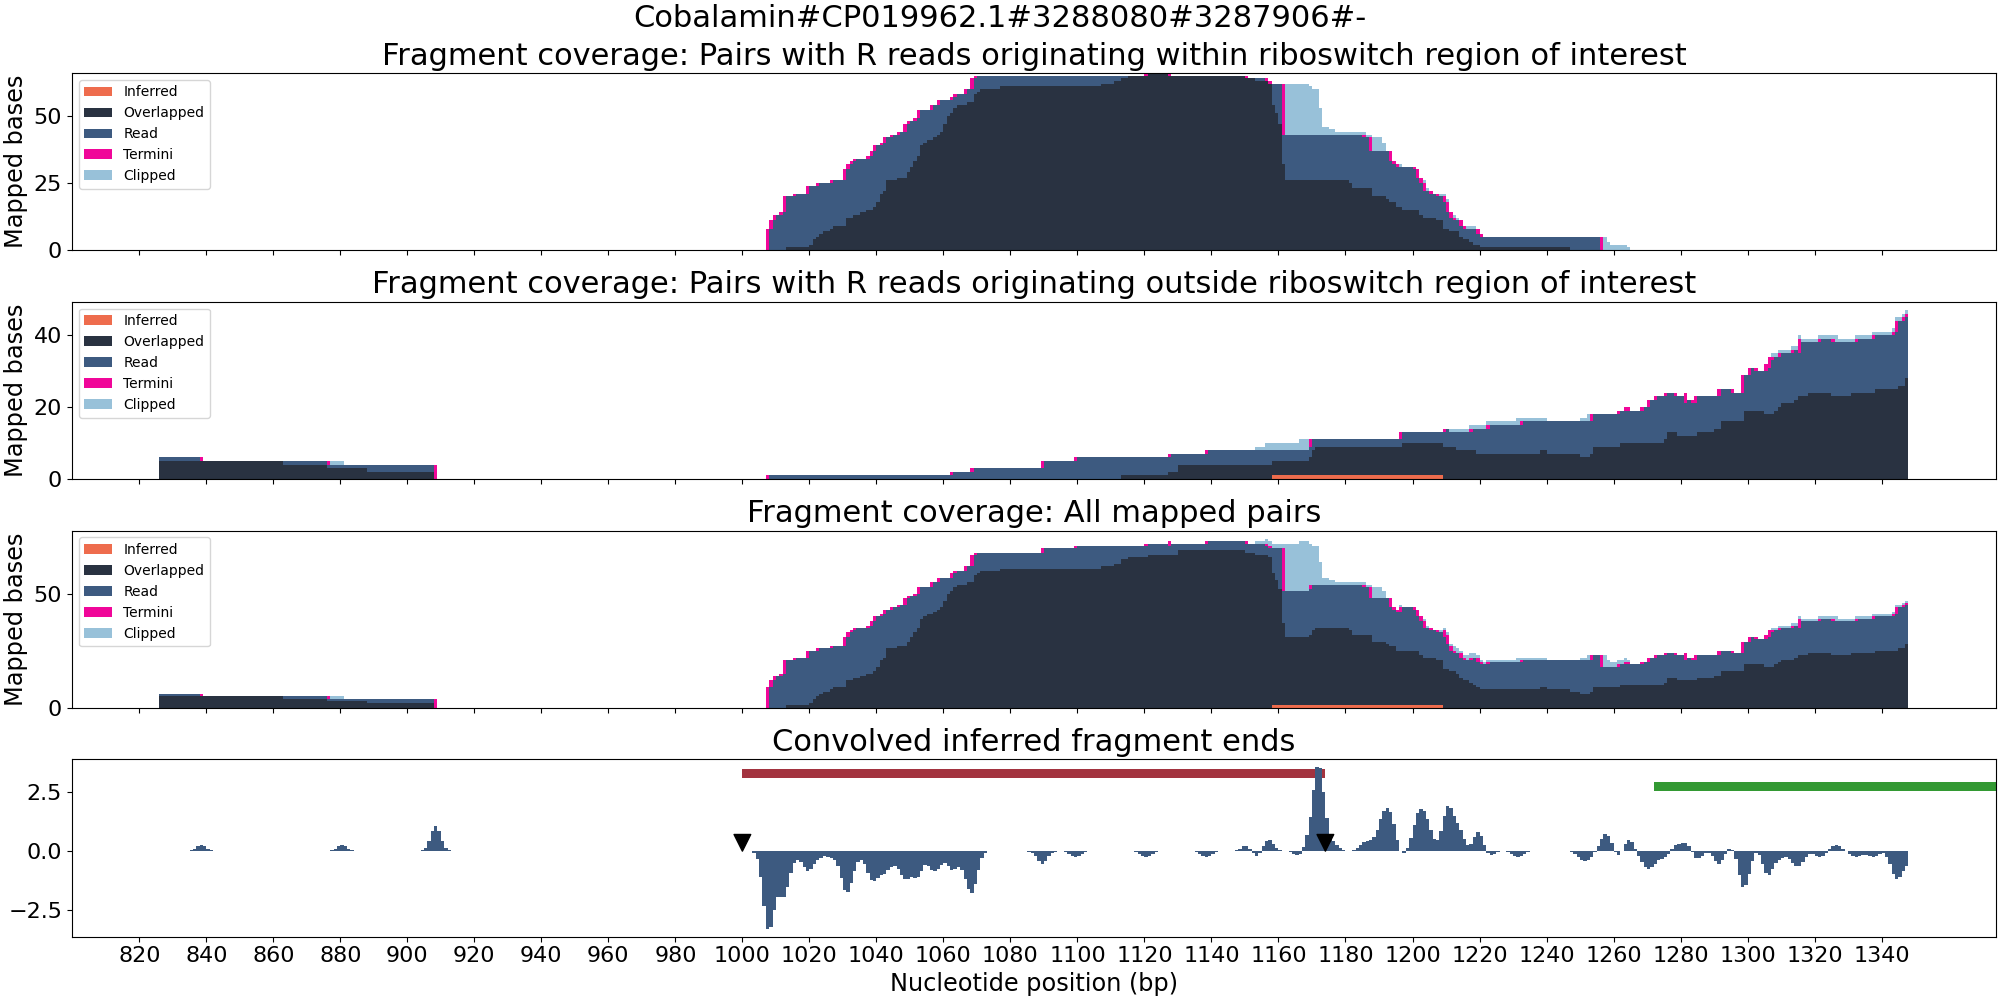 Cobalamin#CP019962.1#3288080#3287906#-
Fragment coverage: Pairs with R reads originating within riboswitch region of interest
Mapped bases
50
25
0
Inferred
Overlapped
Read
Termini
Clipped
Fragment coverage: Pairs with R reads originating outside riboswitch region of interest
Mapped bases
40
20
0
Inferred
Overlapped
Read
Termini
Clipped
Fragment coverage: All mapped pairs
Mapped bases
50
0
Inferred
Overlapped
Read
Termini
Clipped
Convolved inferred fragment ends
2.5
0.0
−2.5
820 840 860 880 900 920 940 960 980 1000 1020 1040 1060 1080 1100 1120 1140 1160 1180 1200 1220 1240 1260 1280 1300 1320 1340
Nucleotide position (bp)